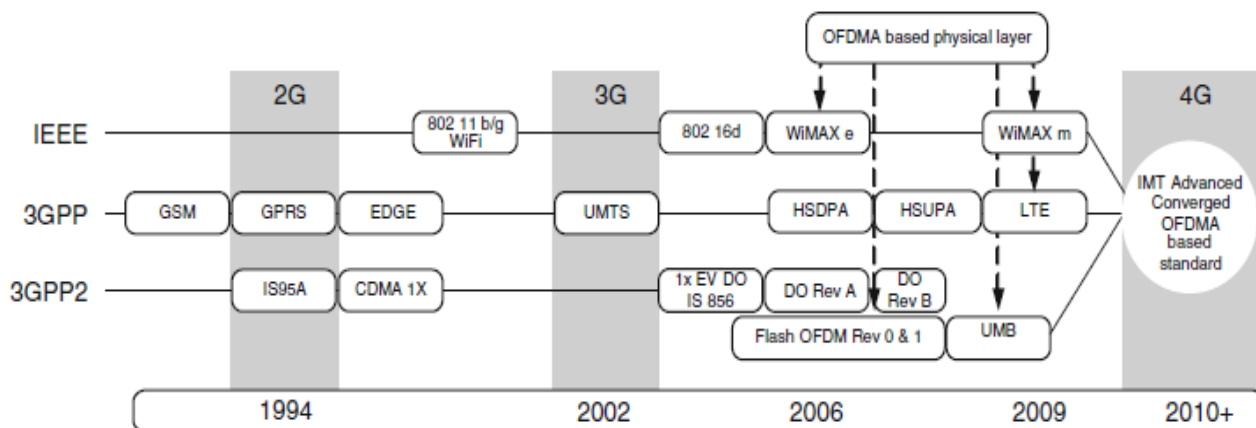 OFDMA based physical layer
2G
3G
4G
IEEE
802 11 b/g
WiFi
802 16d
WiMAX e
WiMAX m
3GPP
GSM
GPRS
EDGE
UMTS
HSDPA
HSUPA
LTE
IMT Advanced
Converged
OFDMA
based
standard
3GPP2
IS95A
CDMA 1X
1x EV DO
IS 856
DO Rev A
DO
Rev B
Flash OFDM Rev 0 & 1
UMB
1994
2002
2006
2009
2010+